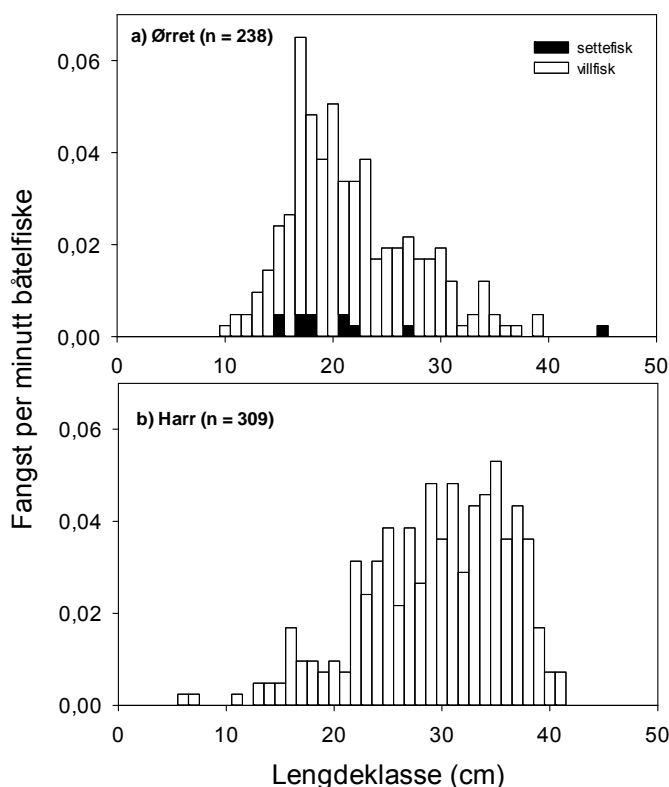 a) Ørret (n = 238)
settefisk
villfisk
0,06
0,04
0,02
0,00
0 10 20 30 40 50
b) Harr (n = 309)
0,06
0,04
0,02
0,00
0 10 20 30 40 50
Fangst per minutt båtelfiske
Lengdeklasse (cm)